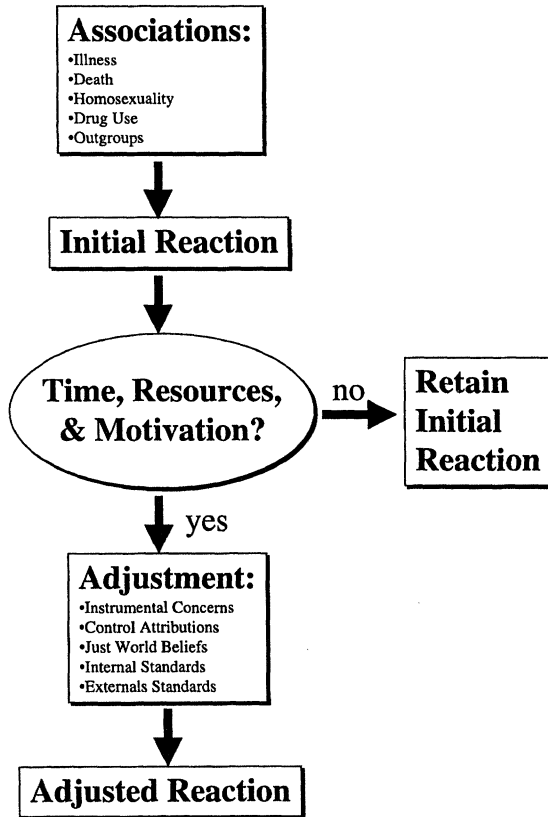 Associations:
•Illness
•Death
•Homosexuality
•Drug Use
•Outgroups
Initial Reaction
Time, Resources,
& Motivation?
no
Retain
Initial
Reaction
yes
Adjustment:
•Instrumental Concerns
•Control Attributions
•Just World Beliefs
•Internal Standards
•Externals Standards
Adjusted Reaction